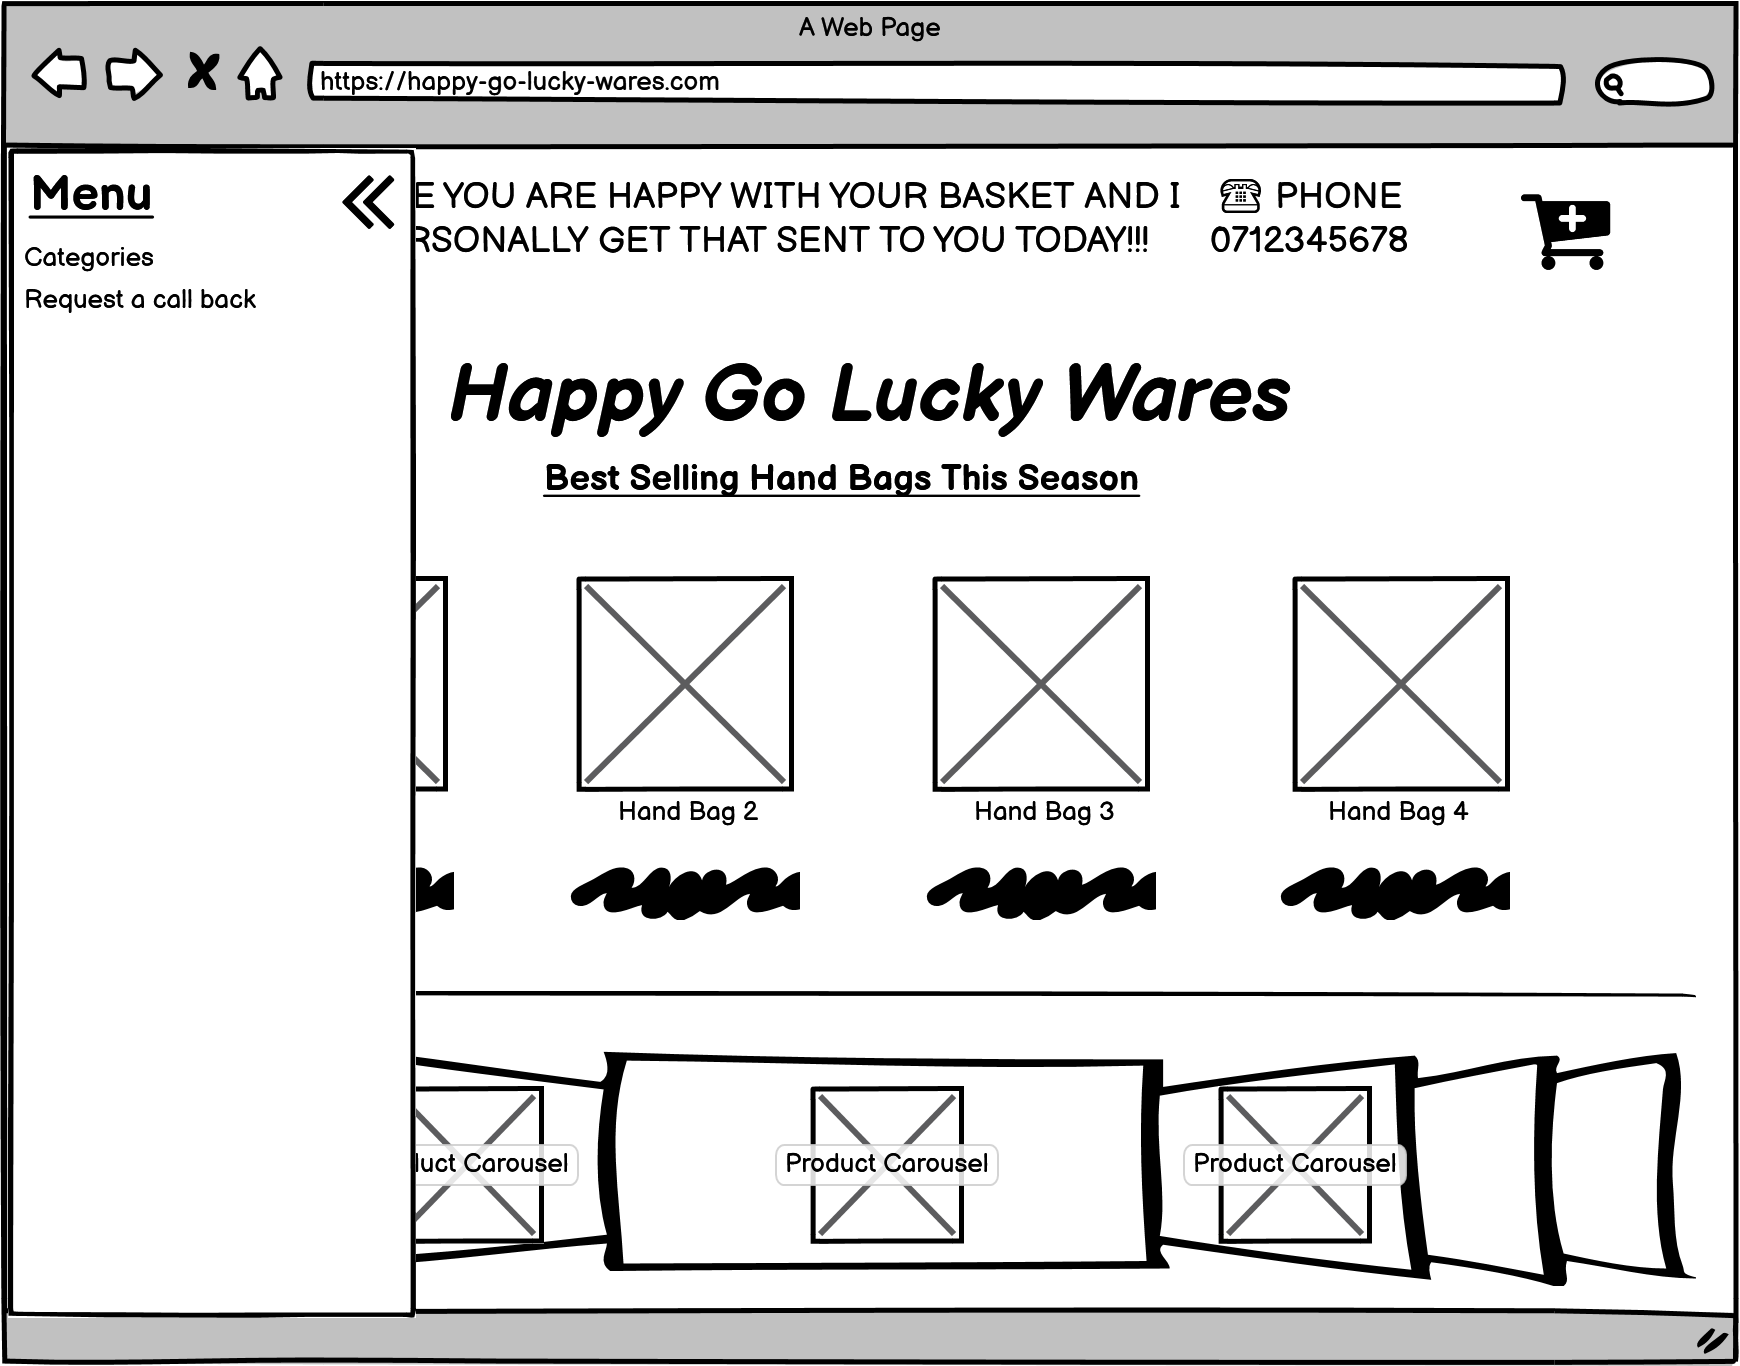 A Web Page
https://happy-go-lucky-wares.com
Menu
Categories
Request a call back
E YOU ARE HAPPY WITH YOUR BASKET AND I
RSONALLY GET THAT SENT TO YOU TODAY!!!
☎ PHONE
0712345678
Happy Go Lucky Wares
Best Selling Hand Bags This Season
Hand Bag 2
Hand Bag 3
Hand Bag 4
luct Carousel
Product Carousel
Product Carousel